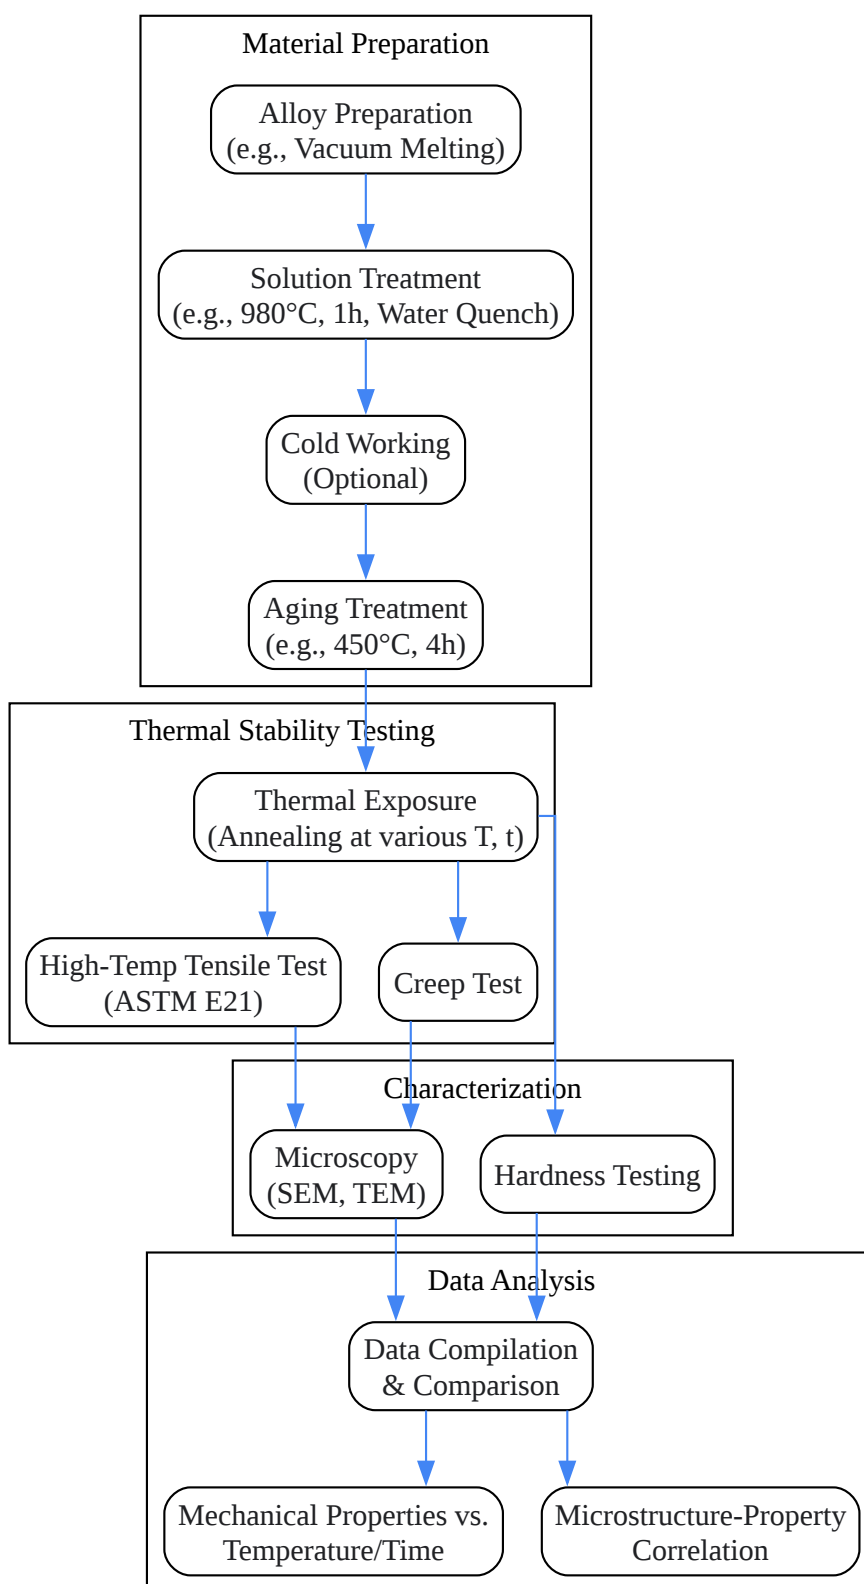 Material Preparation
Alloy Preparation
(e.g., Vacuum Melting)
Solution Treatment
(e.g., 980°C, 1h, Water Quench)
Cold Working
(Optional)
Aging Treatment
(e.g., 450°C, 4h)
Thermal Stability Testing
Thermal Exposure
(Annealing at various T, t)
High-Temp Tensile Test
(ASTM E21)
Creep Test
Characterization
Microscopy
(SEM, TEM)
Hardness Testing
Data Analysis
Data Compilation
& Comparison
Mechanical Properties vs.
Temperature/Time
Microstructure-Property
Correlation